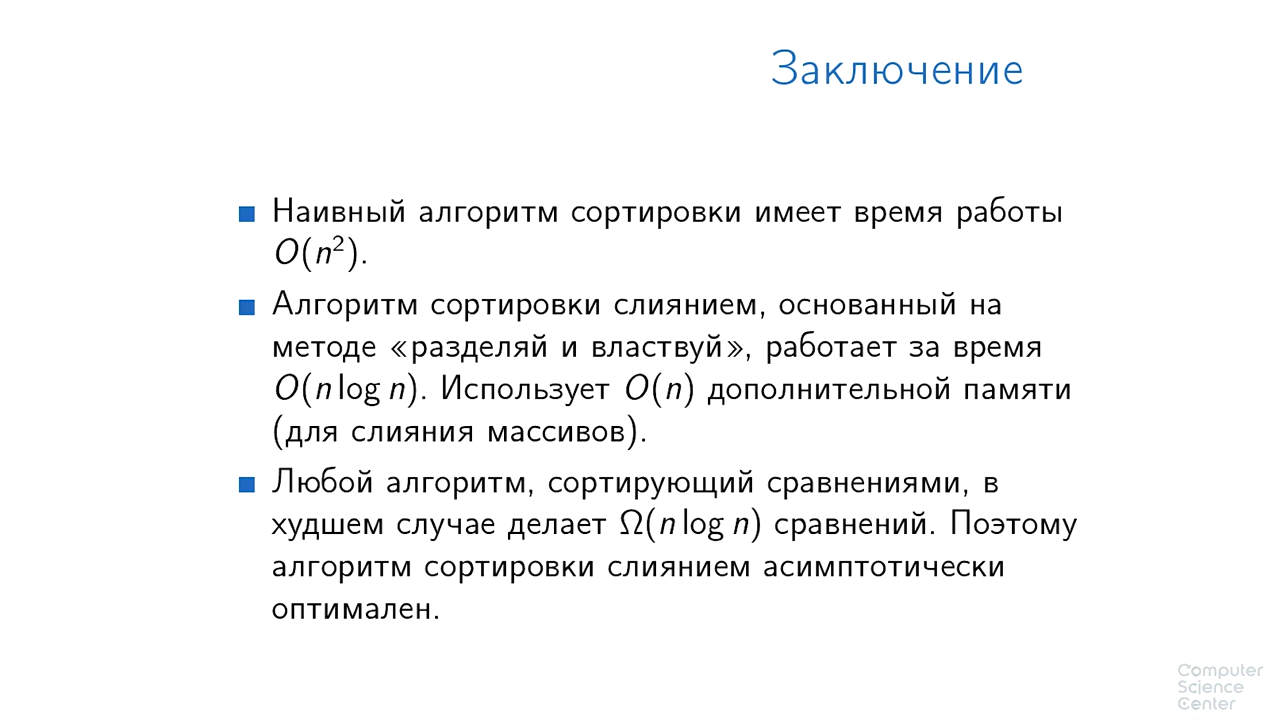 Заключение
Наивный алгоритм сортировки имеет время работы
O(n²).
Алгоритм сортировки слиянием, основанный на
методе «разделяй и властвуй», работает за время
O(n log n). Использует O(n) дополнительной памяти
(для слияния массивов).
Любой алгоритм, сортирующий сравнениями, в
худшем случае делает Ω(n log n) сравнений. Поэтому
алгоритм сортировки слиянием асимптотически
оптимален.
Computer
Science
Center